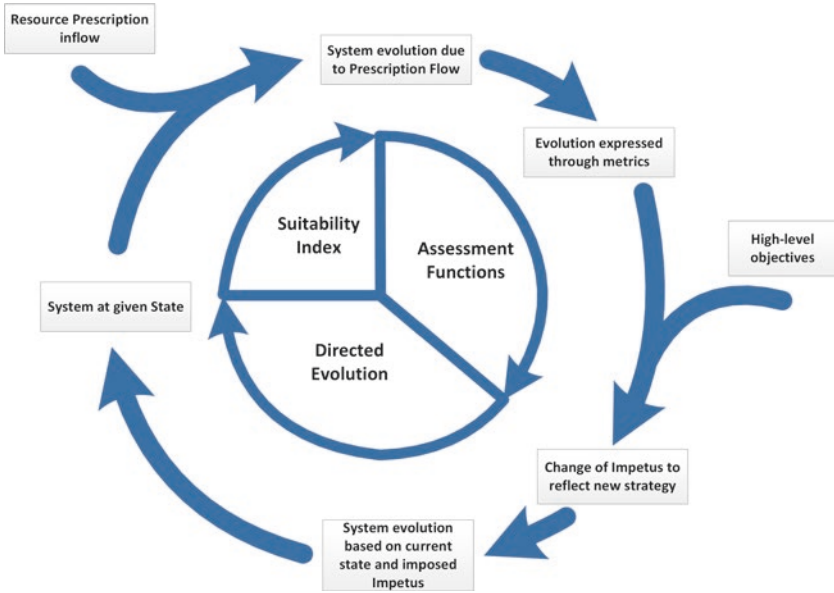 Resource Prescription
inflow
System evolution due
to Prescription Flow
Evolution expressed
through metrics
High-level
objectives
Change of Impetus to
reflect new strategy
System evolution
based on current
state and imposed
Impetus
System at given State
Suitability
Index
Assessment
Functions
Directed
Evolution